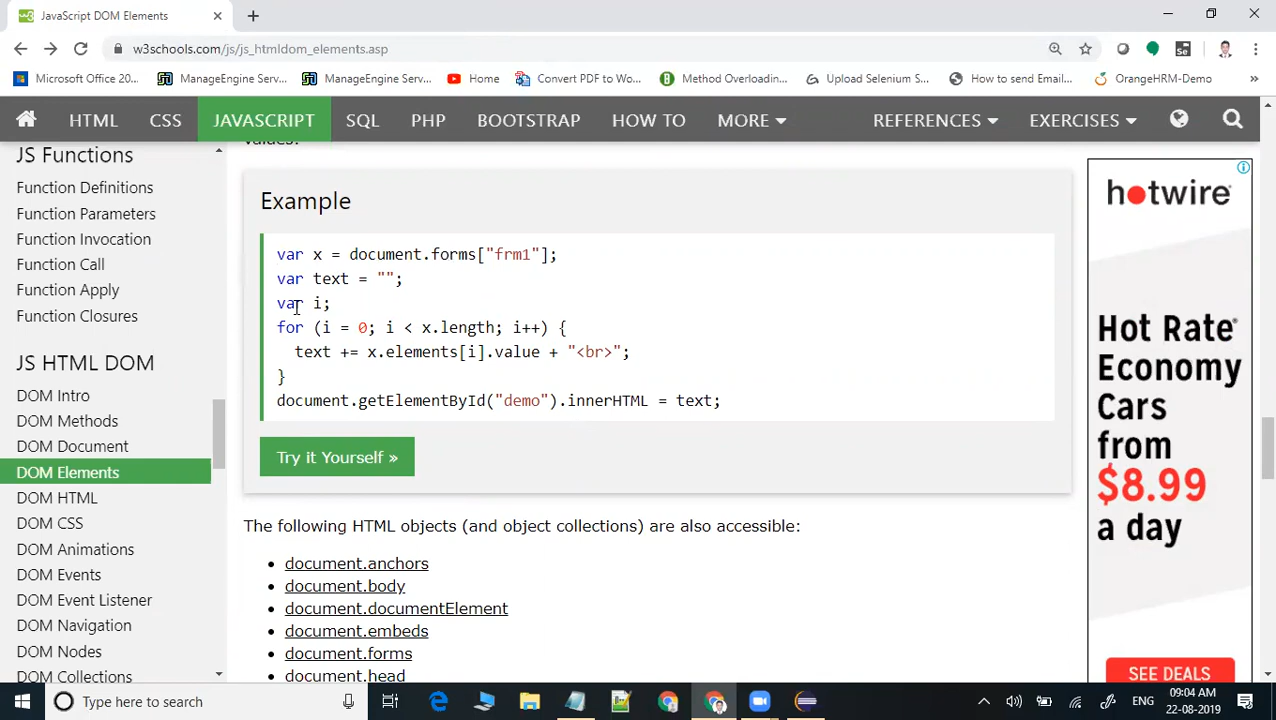 JavaScript DOM Elements
w3schools.com/js/js_htmldom_elements.asp
Microsoft Office 20...
ManageEngine Serv...
ManageEngine Serv...
Home
Convert PDF to Wo...
Method Overloadin...
Upload Selenium S...
How to send Email...
OrangeHRM-Demo
»
HTML
CSS
JAVASCRIPT
SQL
PHP
BOOTSTRAP
HOW TO
MORE
REFERENCES
EXERCISES
JS Functions
Function Definitions
Function Parameters
Function Invocation
Function Call
Function Apply
Function Closures
JS HTML DOM
DOM Intro
DOM Methods
DOM Document
DOM Elements
DOM HTML
DOM CSS
DOM Animations
DOM Events
DOM Event Listener
DOM Navigation
DOM Nodes
DOM Collections
values:
Example
var x = document.forms["frm1"];
var text = "";
var i;
for (i = 0; i < x.length; i++) {
text += x.elements[i].value + "<br>";
}
document.getElementById("demo").innerHTML = text;
Try it Yourself »
The following HTML objects (and object collections) are also accessible:
• document.anchors
• document.body
• document.documentElement
• document.embeds
• document.forms
• document.head
hotwire
Hot Rate
Economy
Cars
from
$8.99
a day
SEE DEALS
Type here to search
ENG
09:04 AM
22-08-2019